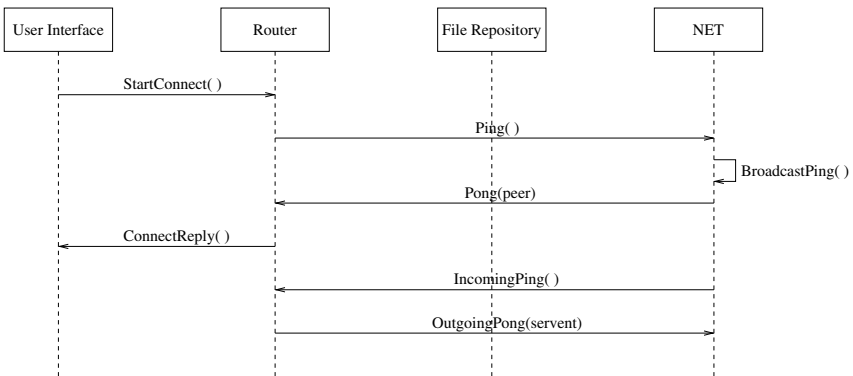 User Interface
Router
File Repository
NET
StartConnect( )
Ping( )
BroadcastPing( )
Pong(peer)
ConnectReply( )
IncomingPing( )
OutgoingPong(servent)